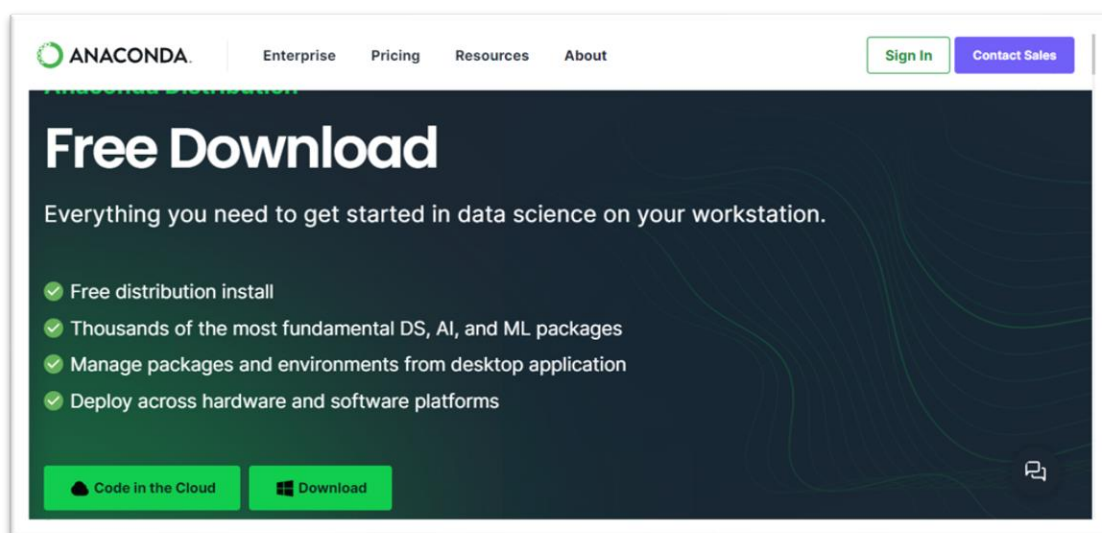 ANACONDA.
Enterprise Pricing Resources About
Sign In
Contact Sales
Anaconda Distribution
Free Download
Everything you need to get started in data science on your workstation.
Free distribution install
Thousands of the most fundamental DS, AI, and ML packages
Manage packages and environments from desktop application
Deploy across hardware and software platforms
Code in the Cloud
Download